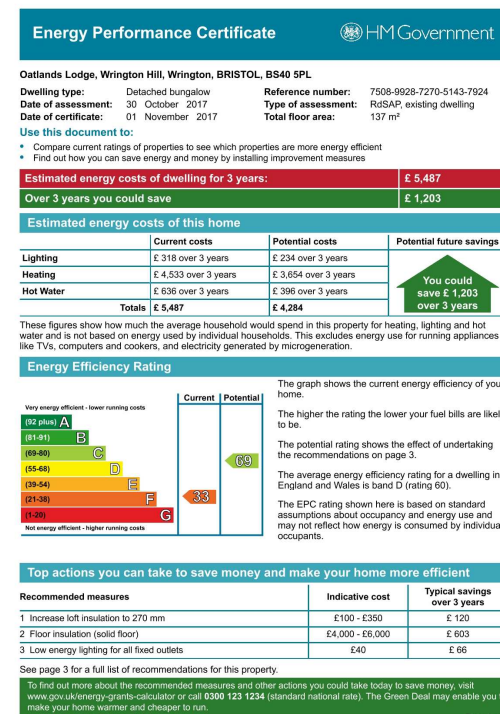 Energy Performance Certificate
HM Government
Oatlands Lodge, Wrington Hill, Wrington, BRISTOL, BS40 5PL
Dwelling type: Detached bungalow Reference number: 7508-9928-7270-5143-7924
Date of assessment: 30 October 2017 Type of assessment: RdSAP, existing dwelling
Date of certificate: 01 November 2017 Total floor area: 137 m²
Use this document to:
• Compare current ratings of properties to see which properties are more energy efficient
• Find out how you can save energy and money by installing improvement measures
Estimated energy costs of dwelling for 3 years: £ 5,487
Over 3 years you could save £ 1,203
Estimated energy costs of this home
Current costs Potential costs Potential future savings
Lighting £ 318 over 3 years £ 234 over 3 years
Heating £ 4,533 over 3 years £ 3,654 over 3 years
Hot Water £ 636 over 3 years £ 396 over 3 years
Totals £ 5,487 £ 4,284
You could
save £ 1,203
over 3 years
These figures show how much the average household would spend in this property for heating, lighting and hot
water and is not based on energy used by individual households. This excludes energy use for running appliances
like TVs, computers and cookers, and electricity generated by microgeneration.
Energy Efficiency Rating
Current Potential
Very energy efficient - lower running costs
(92 plus) A
(81-91) B
(69-80) C
(55-68) D
(39-54) E
(21-38) F
(1-20) G
Not energy efficient - higher running costs
33
69
The graph shows the current energy efficiency of you
home.
The higher the rating the lower your fuel bills are likel
to be.
The potential rating shows the effect of undertaking
the recommendations on page 3.
The average energy efficiency rating for a dwelling in
England and Wales is band D (rating 60).
The EPC rating shown here is based on standard
assumptions about occupancy and energy use and
may not reflect how energy is consumed by individua
occupants.
Top actions you can take to save money and make your home more efficient
Recommended measures Indicative cost Typical savings
over 3 years
1 Increase loft insulation to 270 mm £100 - £350 £ 120
2 Floor insulation (solid floor) £4,000 - £6,000 £ 603
3 Low energy lighting for all fixed outlets £40 £ 66
See page 3 for a full list of recommendations for this property.
To find out more about the recommended measures and other actions you could take today to save money, visit
www.gov.uk/energy-grants-calculator or call 0300 123 1234 (standard national rate). The Green Deal may enable you
make your home warmer and cheaper to run.